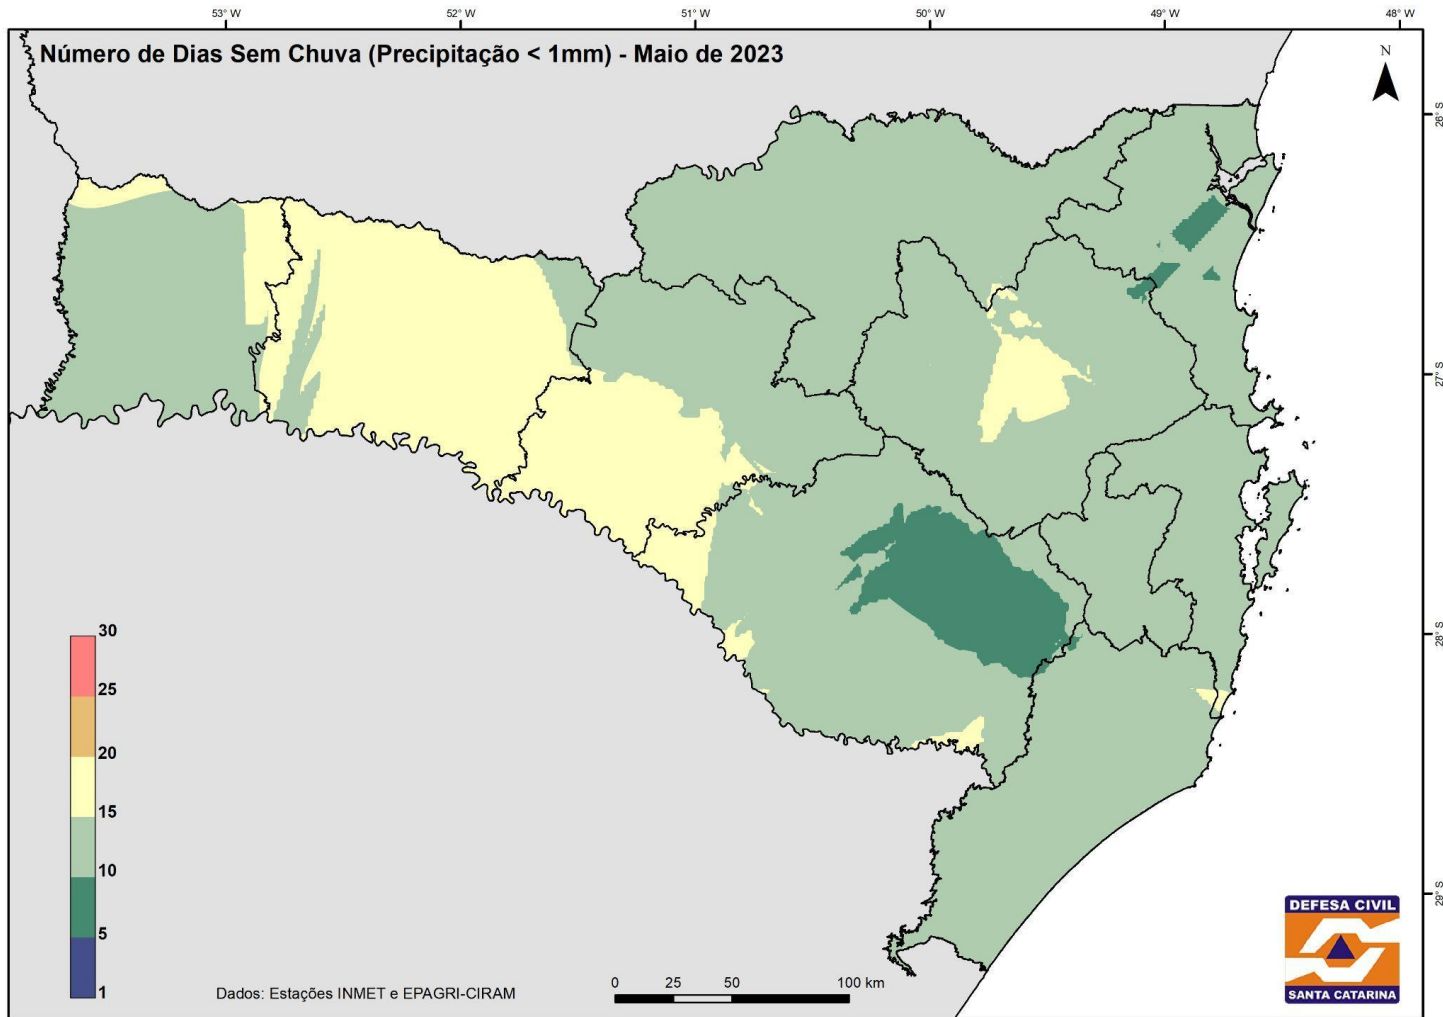 53° W
52° W
51° W
50° W
49° W
48° W
Número de Dias Sem Chuva (Precipitação < 1mm) - Maio de 2023
N
26° S
27° S
28° S
29° S
30
25
20
15
10
5
1
Dados: Estações INMET e EPAGRI-CIRAM
0 25 50 100 km
DEFESA CIVIL
SANTA CATARINA